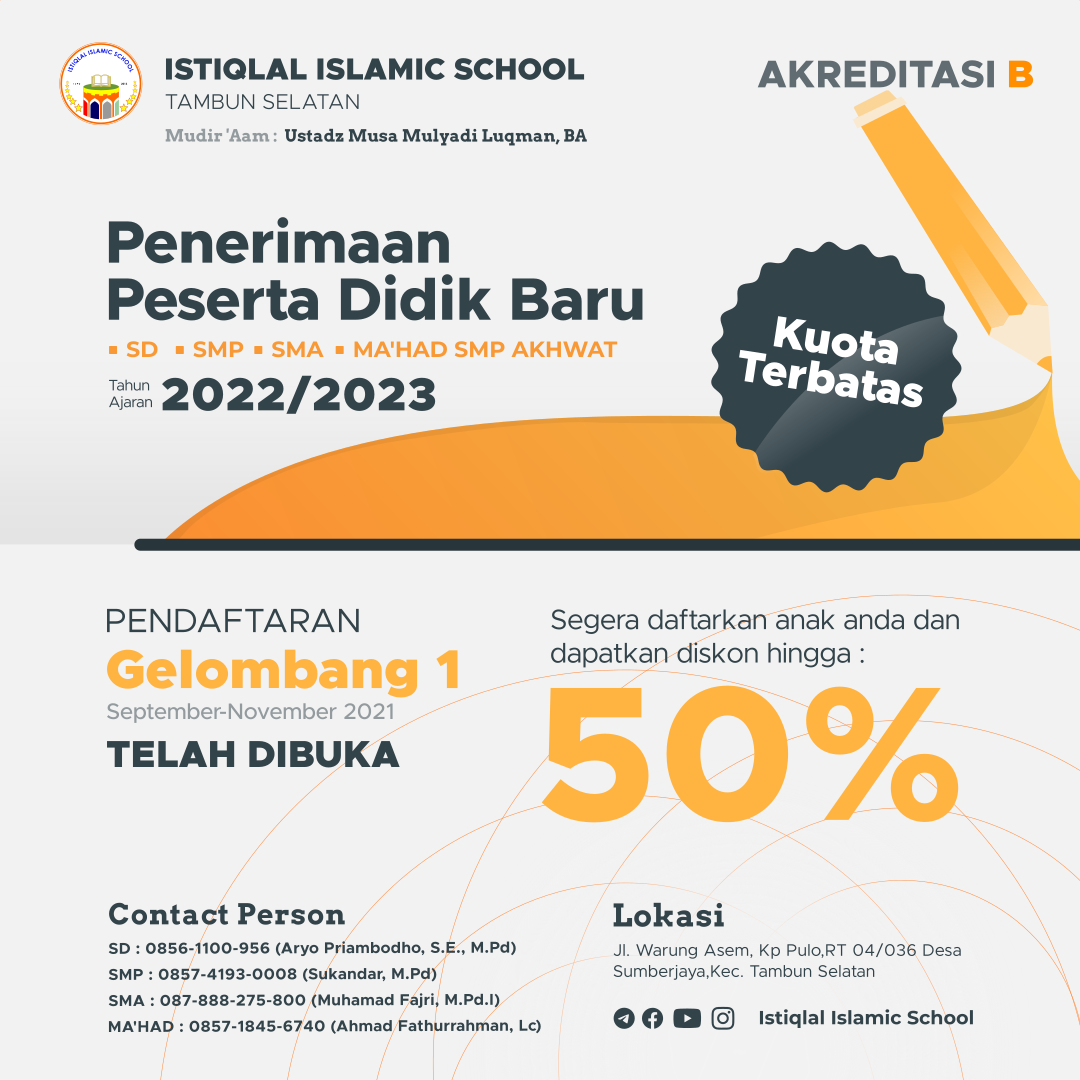 ISTIQLAL ISLAMIC SCHOOL
ISTIQLAL ISLAMIC SCHOOL
TAMBUN SELATAN
Mudir 'Aam : Ustadz Musa Mulyadi Luqman, BA
AKREDITASI B
Penerimaan
Peserta Didik Baru
▪ SD ▪ SMP ▪ SMA ▪ MA'HAD SMP AKHWAT
Tahun
Ajaran
2022/2023
Kuota
Terbatas
PENDAFTARAN
Gelombang 1
September-November 2021
TELAH DIBUKA
Segera daftarkan anak anda dan
dapatkan diskon hingga :
50%
Contact Person
SD : 0856-1100-956 (Aryo Priambodho, S.E., M.Pd)
SMP : 0857-4193-0008 (Sukandar, M.Pd)
SMA : 087-888-275-800 (Muhamad Fajri, M.Pd.I)
MA'HAD : 0857-1845-6740 (Ahmad Fathurrahman, Lc)
Lokasi
Jl. Warung Asem, Kp Pulo,RT 04/036 Desa
Sumberjaya,Kec. Tambun Selatan
Istiqlal Islamic School